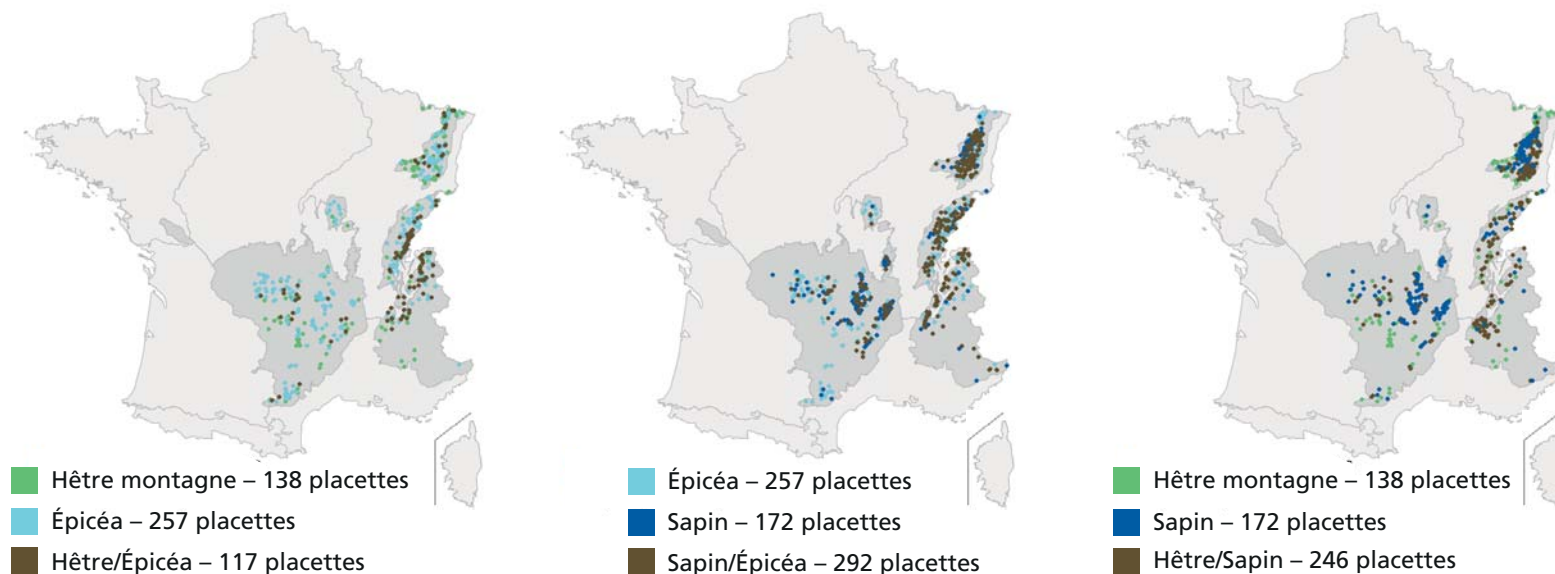 Hêtre montagne – 138 placettes
Épicéa – 257 placettes
Hêtre/Épicéa – 117 placettes
Épicéa – 257 placettes
Sapin – 172 placettes
Sapin/Épicéa – 292 placettes
Hêtre montagne – 138 placettes
Sapin – 172 placettes
Hêtre/Sapin – 246 placettes